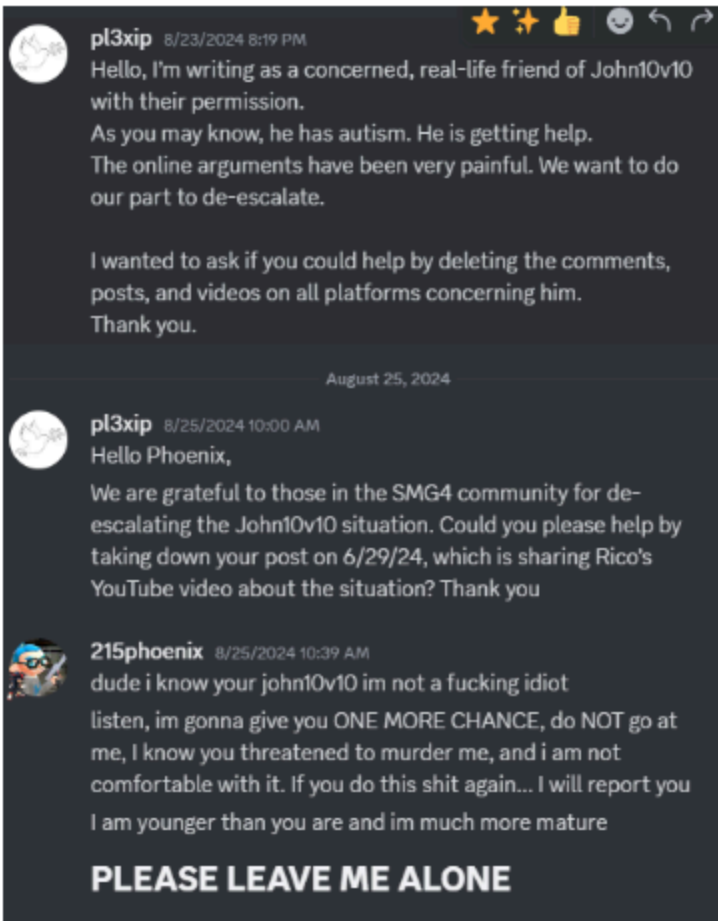 pl3xip 8/23/2024 8:19 PM
Hello, I'm writing as a concerned, real-life friend of John10v10
with their permission.
As you may know, he has autism. He is getting help.
The online arguments have been very painful. We want to do
our part to de-escalate.
I wanted to ask if you could help by deleting the comments,
posts, and videos on all platforms concerning him.
Thank you.
August 25, 2024
pl3xip 8/25/2024 10:00 AM
Hello Phoenix,
We are grateful to those in the SMG4 community for de-
escalating the John10v10 situation. Could you please help by
taking down your post on 6/29/24, which is sharing Rico's
YouTube video about the situation? Thank you
215phoenix 8/25/2024 10:39 AM
dude i know your john10v10 im not a fucking idiot
listen, im gonna give you ONE MORE CHANCE, do NOT go at
me, I know you threatened to murder me, and i am not
comfortable with it. If you do this shit again... I will report you
I am younger than you are and im much more mature
PLEASE LEAVE ME ALONE